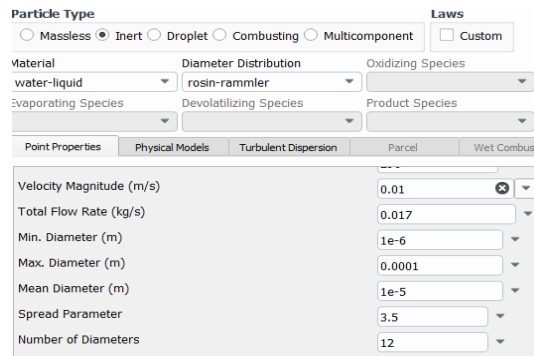 Particle Type Laws
Massless Inert Droplet Combusting Multicomponent Custom
Material Diameter Distribution Oxidizing Species
water-liquid rosin-rammler
Evaporating Species Devolatilizing Species Product Species
Point Properties Physical Models Turbulent Dispersion Parcel Wet Combus
Velocity Magnitude (m/s) 0.01
Total Flow Rate (kg/s) 0.017
Min. Diameter (m) 1e-6
Max. Diameter (m) 0.0001
Mean Diameter (m) 1e-5
Spread Parameter 3.5
Number of Diameters 12